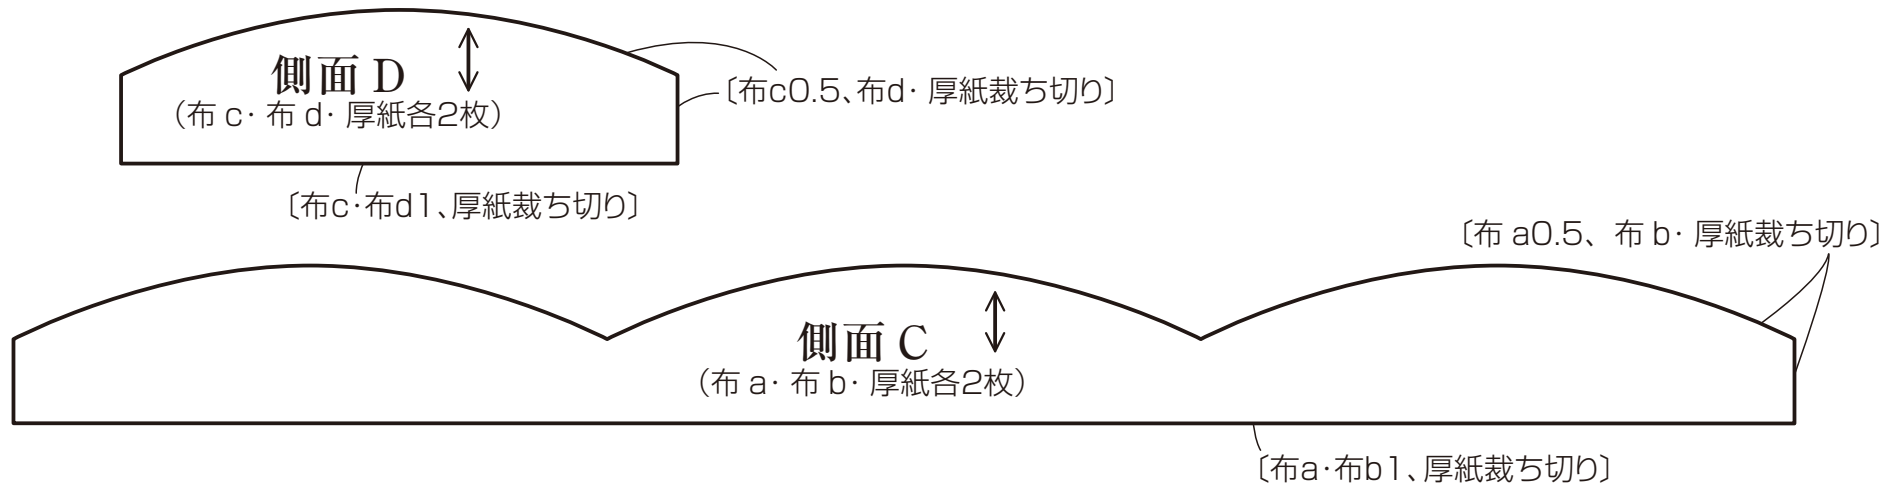 側面 D
（布 c・布 d・厚紙各2枚）
〔布c0.5、布d・厚紙裁ち切り〕
〔布c・布d1、厚紙裁ち切り〕
〔布 a0.5、布 b・厚紙裁ち切り〕
側面 C
（布 a・布 b・厚紙各2枚）
〔布a・布b1、厚紙裁ち切り〕